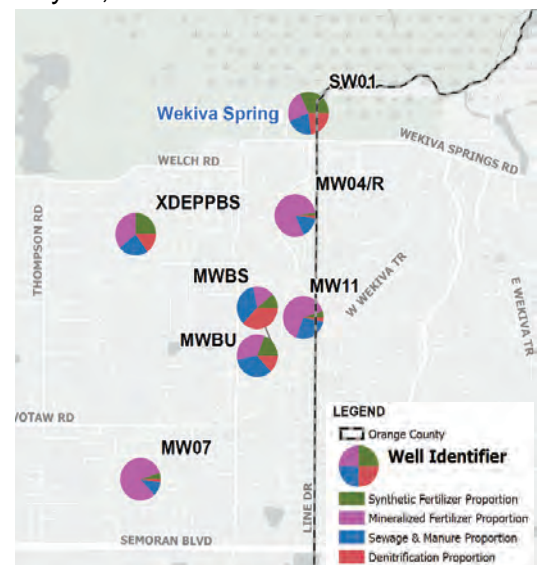 SW01
Wekiva Spring
WEKIVA SPRINGS RD
WELCH RD
MW04/R
XDEPPBS
THOMPSON RD
MWBS
MW11
W WEKIVA TR
E WEKIVA TR
MWBU
VOTAW RD
MW07
LINE DR
SEMORAN BLVD
LEGEND
Orange County
Well Identifier
Synthetic Fertilizer Proportion
Mineralized Fertilizer Proportion
Sewage & Manure Proportion
Denitrification Proportion